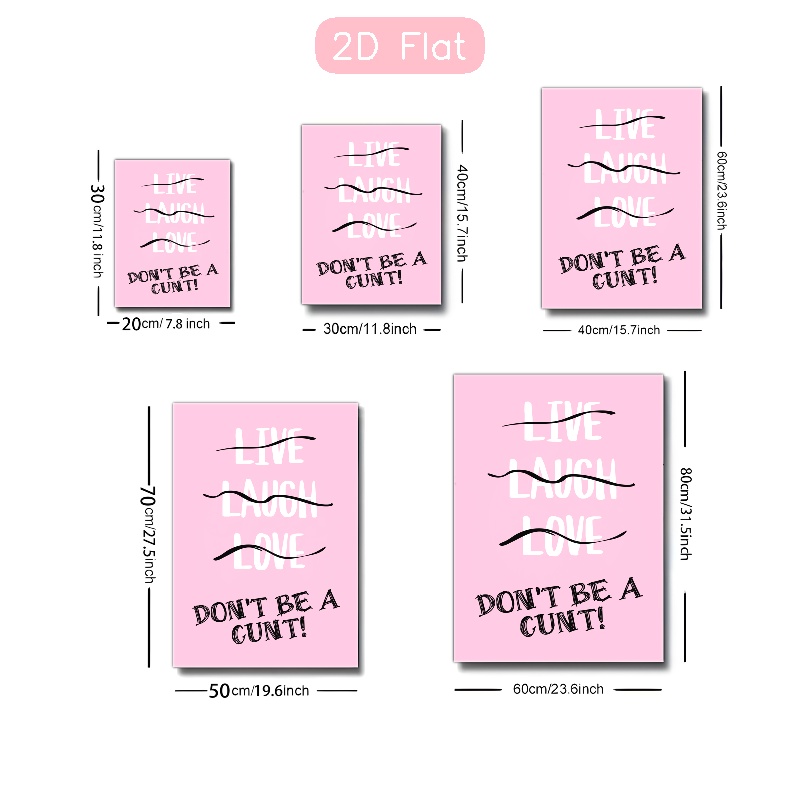 2D Flat
LIVE
LAUGH
LOVE
DON'T BE A
CUNT!
30cm/11.8inch
20cm/7.8 inch
LIVE
LAUGH
LOVE
DON'T BE A
CUNT!
40cm/15.7inch
30cm/11.8inch
LIVE
LAUGH
LOVE
DON'T BE A
CUNT!
60cm/23.6inch
40cm/15.7inch
LIVE
LAUGH
LOVE
DON'T BE A
CUNT!
70cm/27.5inch
50cm/19.6inch
LIVE
LAUGH
LOVE
DON'T BE A
CUNT!
80cm/31.5inch
60cm/23.6inch